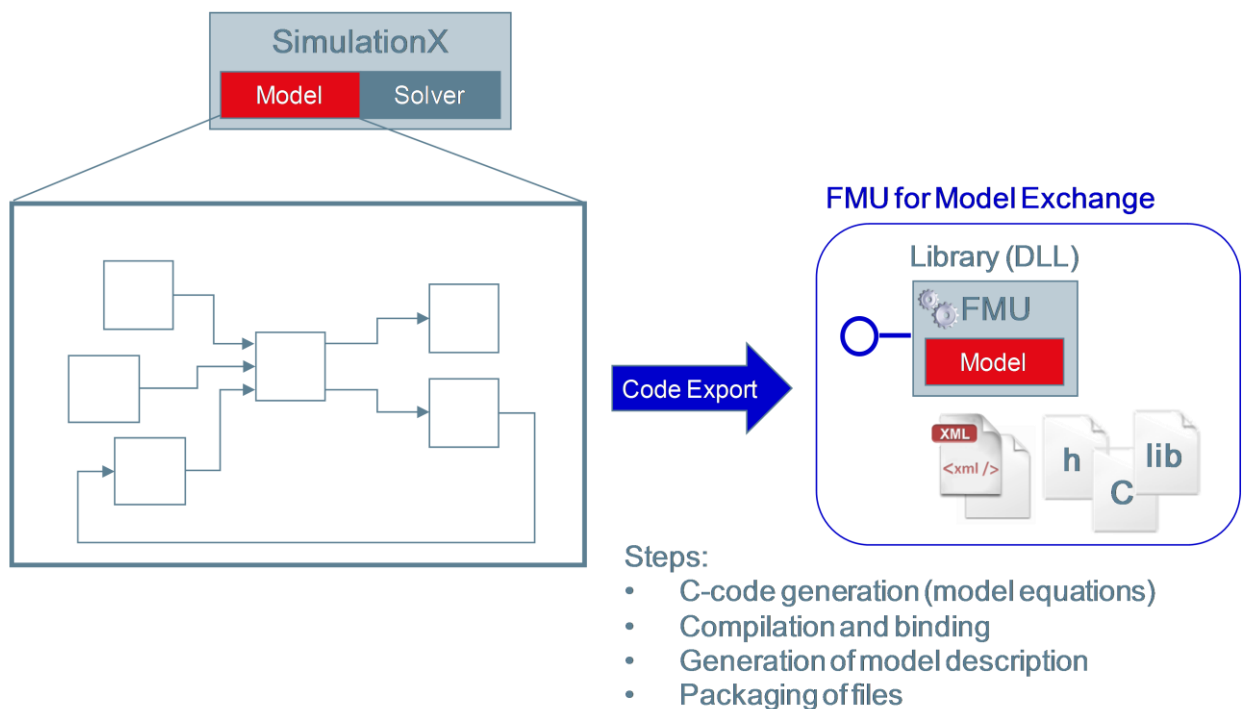 SimulationX
Model Solver
FMU for Model Exchange
Library (DLL)
FMU
Model
Code Export
XML
<xml />
h
C
lib
Steps:
• C-code generation (model equations)
• Compilation and binding
• Generation of model description
• Packaging of files